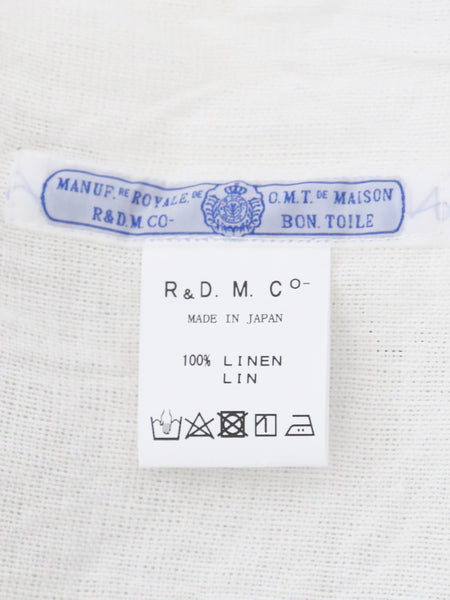 MANUF. RE ROYALE. DE
R&D.M.CO-
O.M.T. DE MAISON
BON. TOILE
R&D. M. CO-
MADE IN JAPAN
100% LINEN
LIN